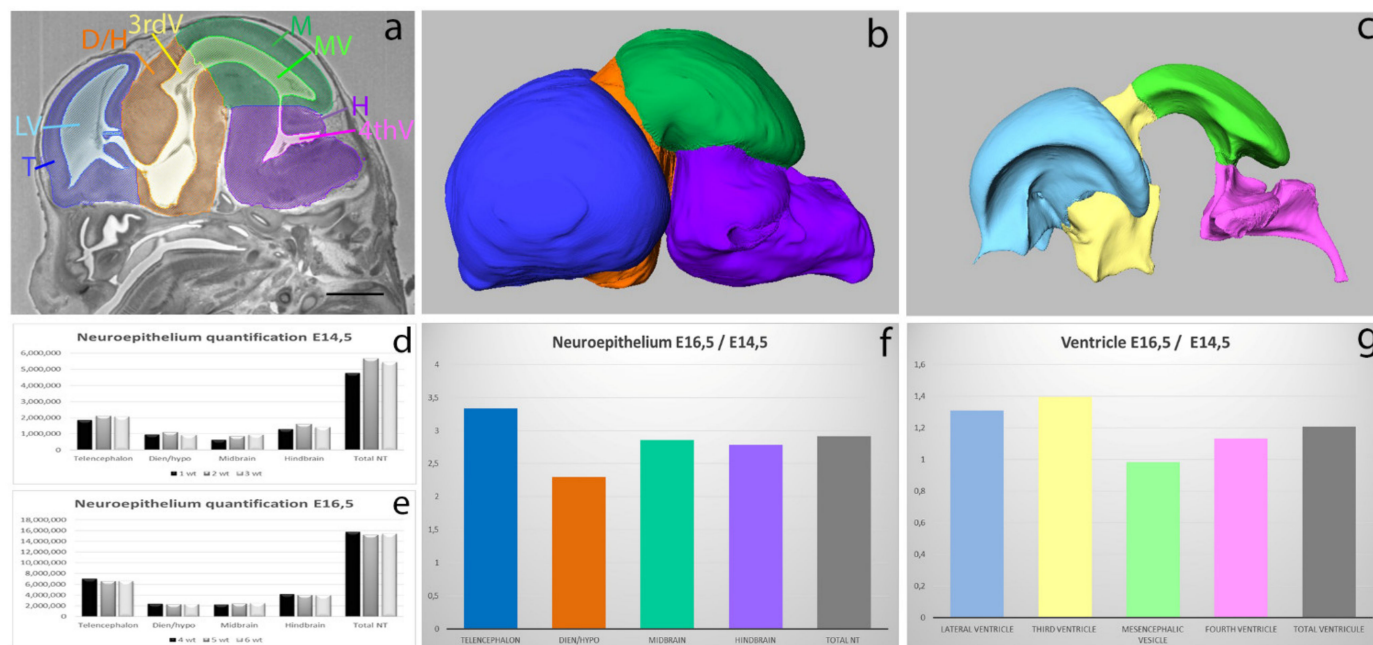 a
3rdV
M
D/H
MV
LV
H
4thV
T
b
c
Neuroepithelium quantification E14,5
d
6,000,000
5,000,000
4,000,000
3,000,000
2,000,000
1,000,000
0
Telencephalon Dien/hypo Midbrain Hindbrain Total NT
1 wt 2 wt 3 wt
Neuroepithelium quantification E16,5
e
18,000,000
16,000,000
14,000,000
12,000,000
10,000,000
8,000,000
6,000,000
4,000,000
2,000,000
0
Telencephalon Dien/hypo Midbrain Hindbrain Total NT
4 wt 5 wt 6 wt
Neuroepithelium E16,5 / E14,5
f
4
3,5
3
2,5
2
1,5
1
0,5
0
TELENCEPHALON DIEN/HYPO MIDBRAIN HINDBRAIN TOTAL NT
Ventricle E16,5 / E14,5
g
1,6
1,4
1,2
1
0,8
0,6
0,4
0,2
0
LATERAL VENTRICLE THIRD VENTRICLE MESENCEPHALIC FOURTH VENTRICLE TOTAL VENTRICULE
VESICLE